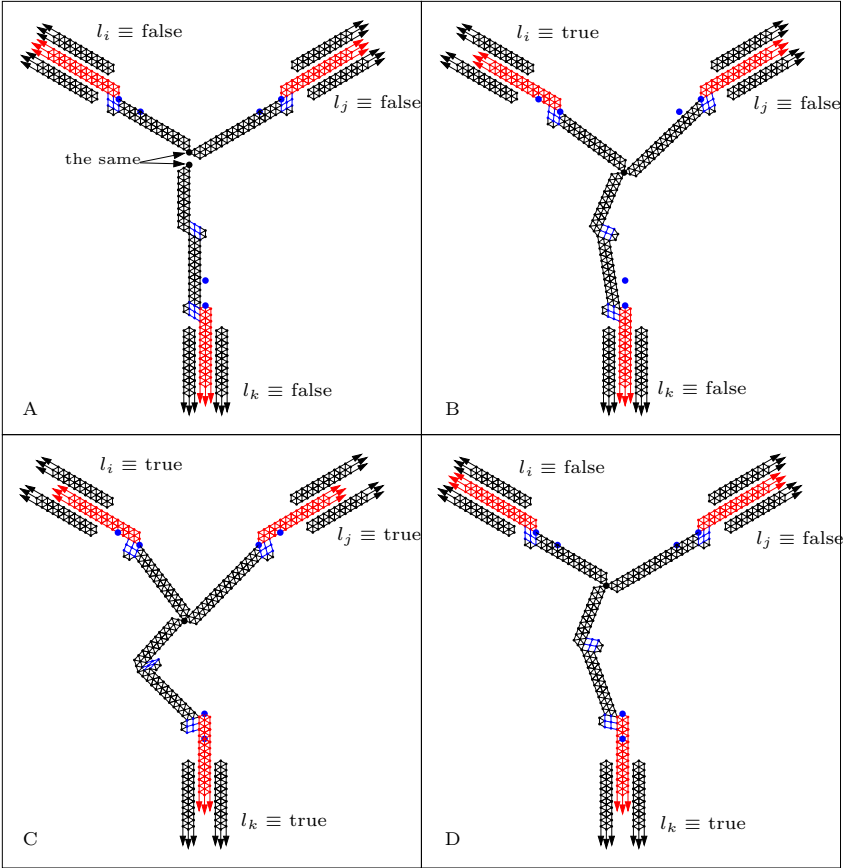 l_i ≡ false
l_j ≡ false
the same
l_k ≡ false
A
l_i ≡ true
l_j ≡ false
l_k ≡ false
B
l_i ≡ true
l_j ≡ true
l_k ≡ true
C
l_i ≡ false
l_j ≡ false
l_k ≡ true
D